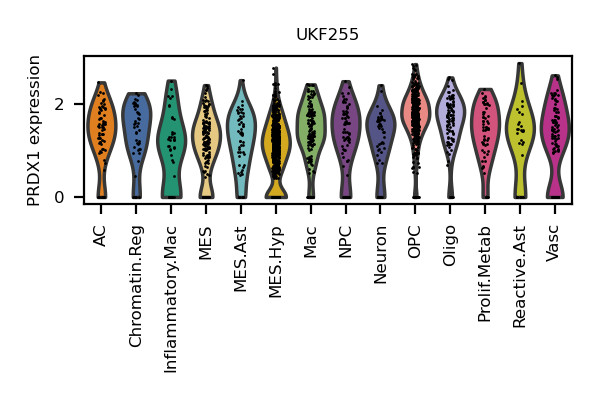 UKF255
PRDX1 expression
2
0
AC
Chromatin.Reg
Inflammatory.Mac
MES
MES.Ast
MES.Hyp
Mac
NPC
Neuron
OPC
Oligo
Prolif.Metab
Reactive.Ast
Vasc